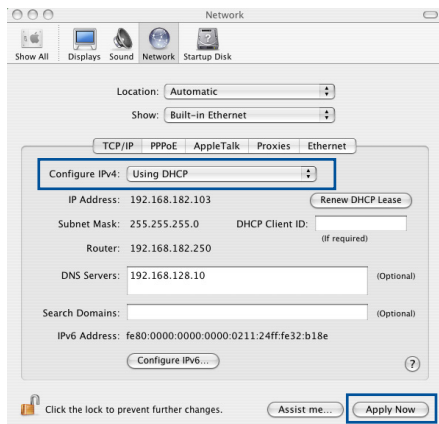 Network
Show All Displays Sound Network Startup Disk
Location: Automatic
Show: Built-in Ethernet
TCP/IP PPPoE AppleTalk Proxies Ethernet
Configure IPv4: Using DHCP
IP Address: 192.168.182.103 Renew DHCP Lease
Subnet Mask: 255.255.255.0 DHCP Client ID:
(If required)
Router: 192.168.182.250
DNS Servers: 192.168.128.10 (Optional)
Search Domains: (Optional)
IPv6 Address: fe80:0000:0000:0000:0211:24ff:fe32:b18e
Configure IPv6... ?
Click the lock to prevent further changes. Assist me... Apply Now